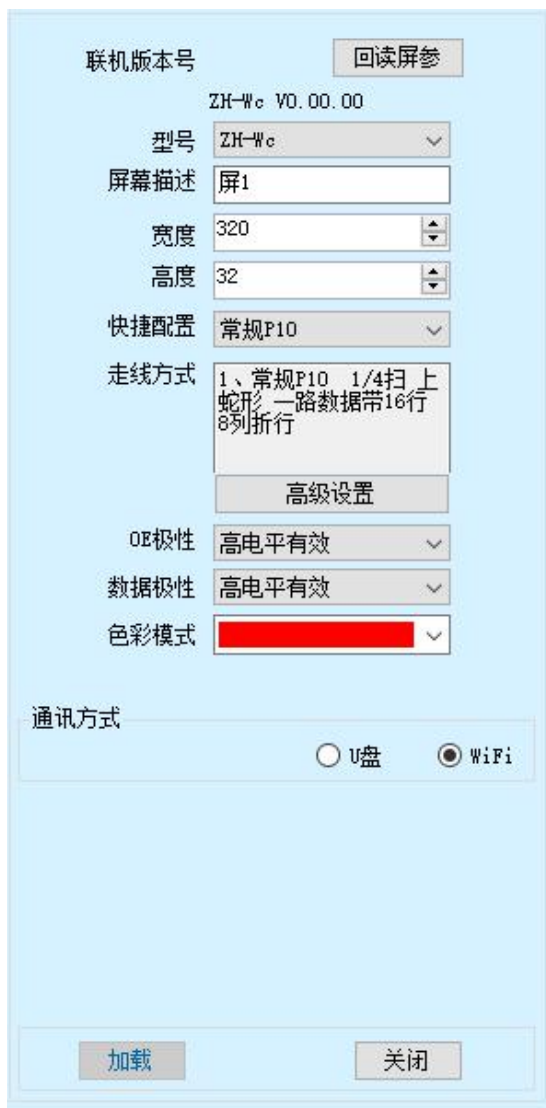 联机版本号 回读屏参
ZH-Wc V0.00.00
型号 ZH-Wc
屏幕描述 屏1
宽度 320
高度 32
快捷配置 常规P10
走线方式 1、常规P10 1/4扫 上
蛇形 一路数据带16行
8列折行
高级设置
OE极性 高电平有效
数据极性 高电平有效
色彩模式
通讯方式
U盘 WiFi
加载 关闭